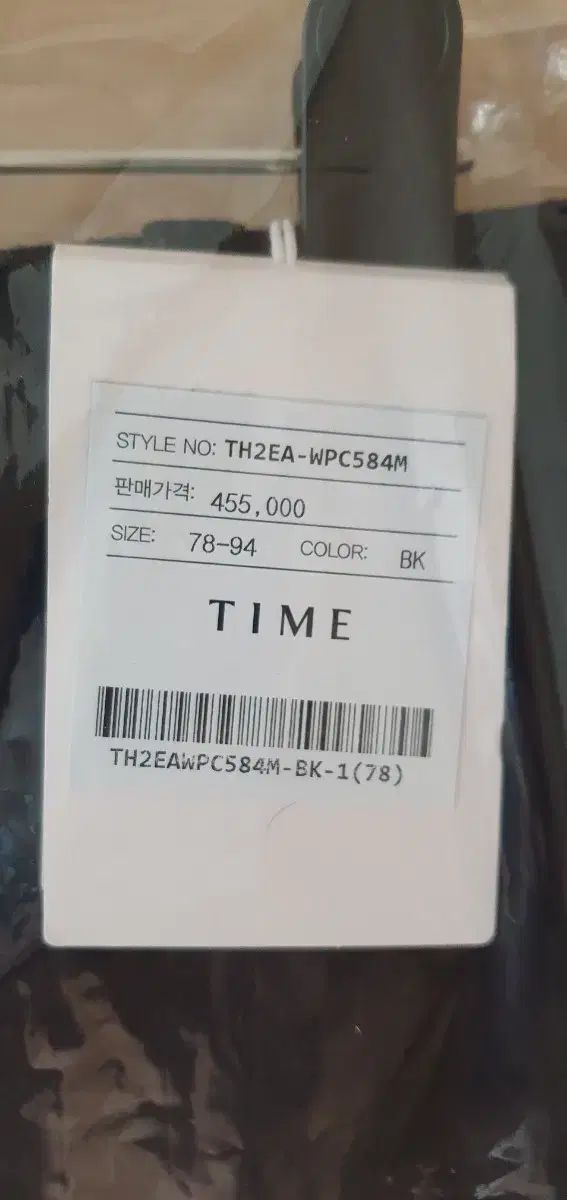 STYLE NO: TH2EA-WPC584M
판매가격: 455,000
SIZE: 78-94 COLOR: BK
TIME
TH2EAWPC584M-BK-1(78)